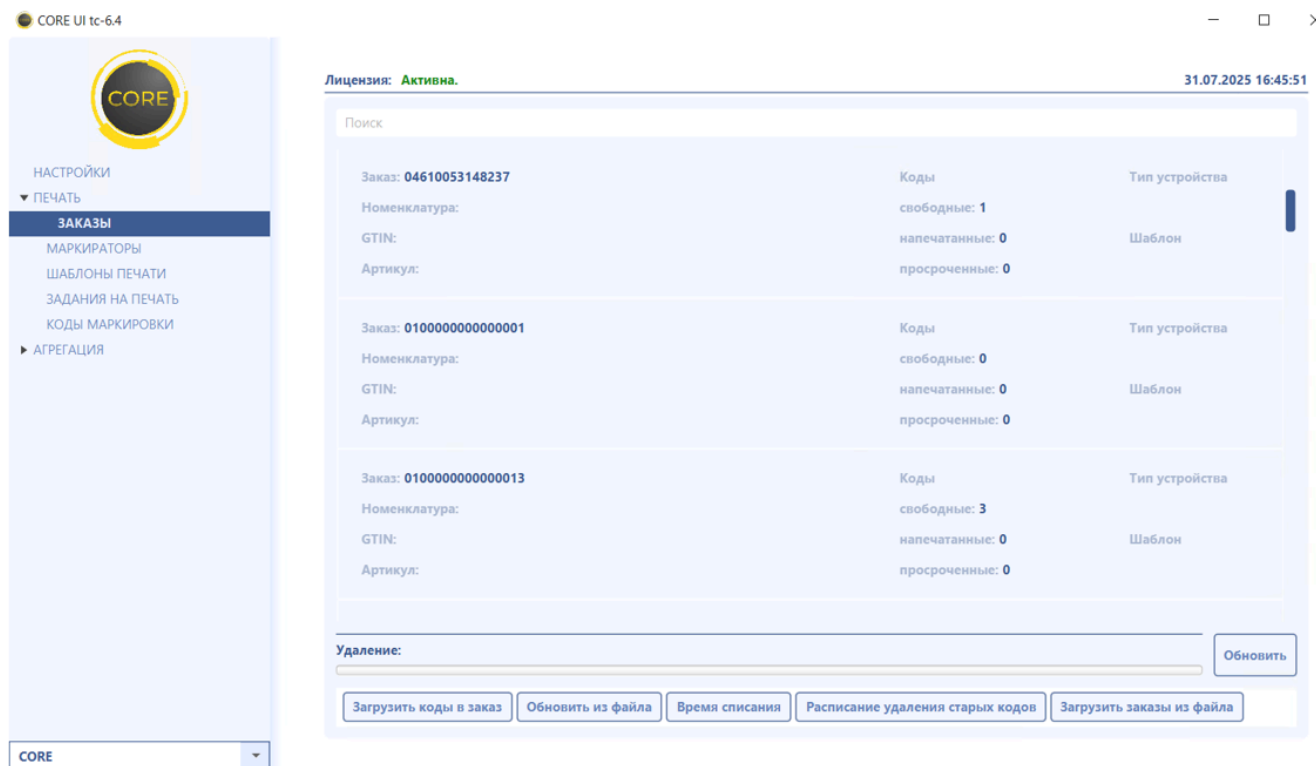 CORE UI tc-6.4
CORE
НАСТРОЙКИ
ПЕЧАТЬ
ЗАКАЗЫ
МАРКИРАТОРЫ
ШАБЛОНЫ ПЕЧАТИ
ЗАДАНИЯ НА ПЕЧАТЬ
КОДЫ МАРКИРОВКИ
АГРЕГАЦИЯ
CORE
Лицензия: Активна. 31.07.2025 16:45:51
Поиск
Заказ: 04610053148237 Коды Тип устройства
Номенклатура: свободные: 1
GTIN: напечатанные: 0 Шаблон
Артикул: просроченные: 0
Заказ: 0100000000000001 Коды Тип устройства
Номенклатура: свободные: 0
GTIN: напечатанные: 0 Шаблон
Артикул: просроченные: 0
Заказ: 0100000000000013 Коды Тип устройства
Номенклатура: свободные: 3
GTIN: напечатанные: 0 Шаблон
Артикул: просроченные: 0
Удаление:
Обновить
Загрузить коды в заказ Обновить из файла Время списания Расписание удаления старых кодов Загрузить заказы из файла